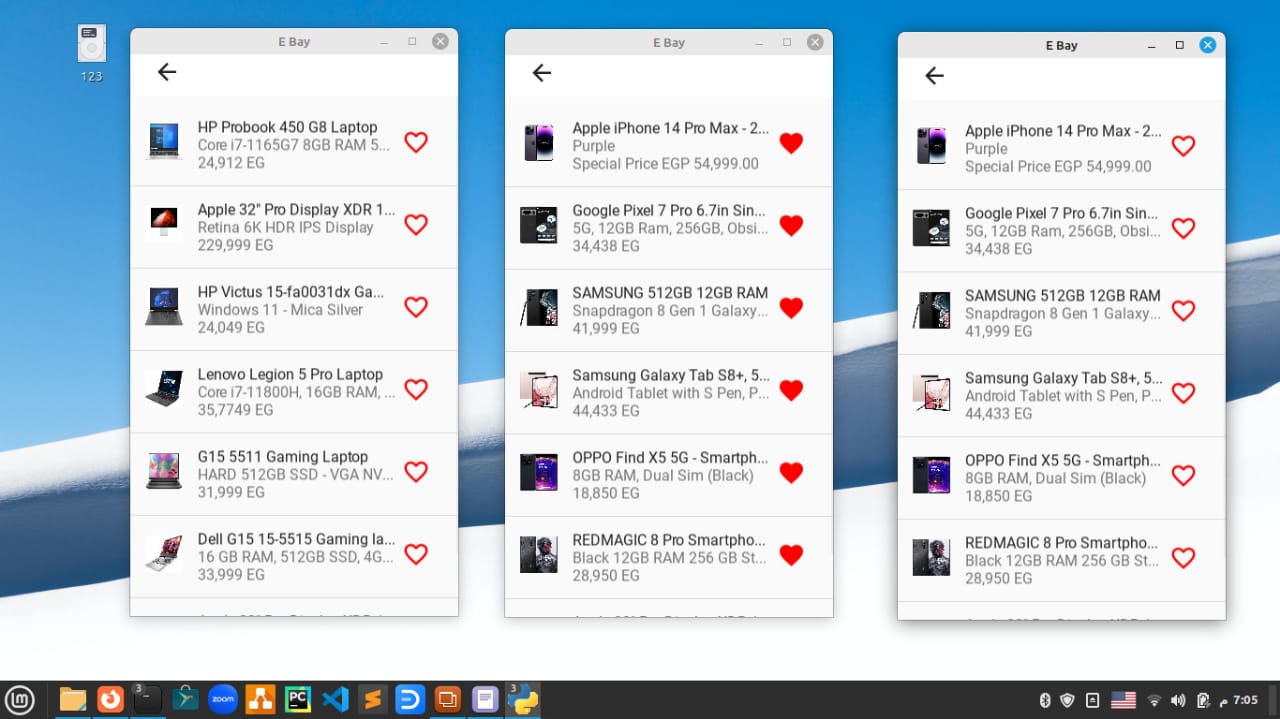 123
E Bay
HP Probook 450 G8 Laptop
Core i7-1165G7 8GB RAM 5...
24,912 EG
Apple 32" Pro Display XDR 1...
Retina 6K HDR IPS Display
229,999 EG
HP Victus 15-fa0031dx Ga...
Windows 11 - Mica Silver
24,049 EG
Lenovo Legion 5 Pro Laptop
Core i7-11800H, 16GB RAM, ...
35,7749 EG
G15 5511 Gaming Laptop
HARD 512GB SSD - VGA NV...
31,999 EG
Dell G15 15-5515 Gaming la...
16 GB RAM, 512GB SSD, 4G...
33,999 EG
E Bay
Apple iPhone 14 Pro Max - 2...
Purple
Special Price EGP 54,999.00
Google Pixel 7 Pro 6.7in Sin...
5G, 12GB Ram, 256GB, Obsi...
34,438 EG
SAMSUNG 512GB 12GB RAM
Snapdragon 8 Gen 1 Galaxy...
41,999 EG
Samsung Galaxy Tab S8+, 5...
Android Tablet with S Pen, P...
44,433 EG
OPPO Find X5 5G - Smartph...
8GB RAM, Dual Sim (Black)
18,850 EG
REDMAGIC 8 Pro Smartpho...
Black 12GB RAM 256 GB St...
28,950 EG
E Bay
Apple iPhone 14 Pro Max - 2...
Purple
Special Price EGP 54,999.00
Google Pixel 7 Pro 6.7in Sin...
5G, 12GB Ram, 256GB, Obsi...
34,438 EG
SAMSUNG 512GB 12GB RAM
Snapdragon 8 Gen 1 Galaxy...
41,999 EG
Samsung Galaxy Tab S8+, 5...
Android Tablet with S Pen, P...
44,433 EG
OPPO Find X5 5G - Smartph...
8GB RAM, Dual Sim (Black)
18,850 EG
REDMAGIC 8 Pro Smartpho...
Black 12GB RAM 256 GB St...
28,950 EG
3
zoom
PC
3
7:05 م